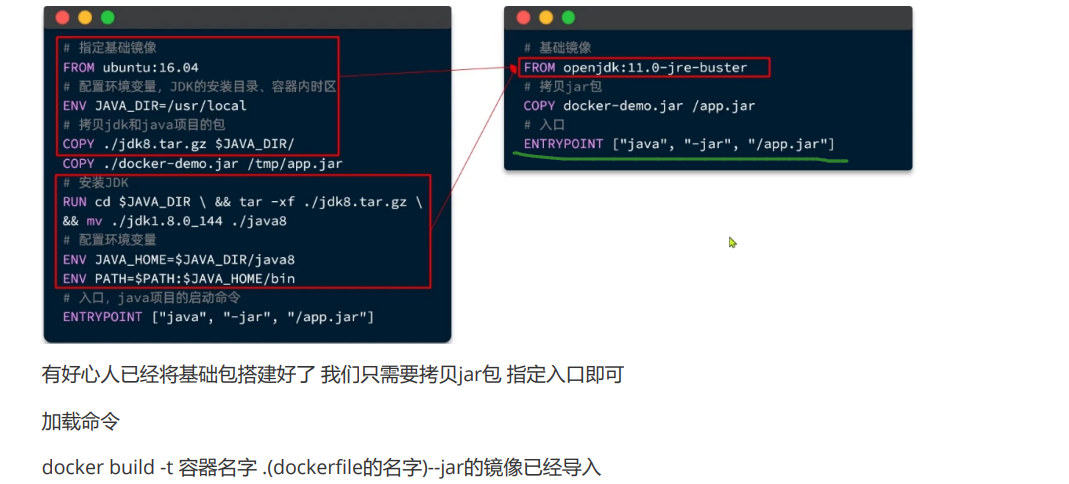 # 指定基础镜像
FROM ubuntu:16.04
# 配置环境变量，JDK的安装目录、容器内时区
ENV JAVA_DIR=/usr/local
# 拷贝jdk和java项目的包
COPY ./jdk8.tar.gz $JAVA_DIR/
COPY ./docker-demo.jar /tmp/app.jar
# 安装JDK
RUN cd $JAVA_DIR \ && tar -xf ./jdk8.tar.gz \
&& mv ./jdk1.8.0_144 ./java8
# 配置环境变量
ENV JAVA_HOME=$JAVA_DIR/java8
ENV PATH=$PATH:$JAVA_HOME/bin
# 入口，java项目的启动命令
ENTRYPOINT ["java", "-jar", "/app.jar"]
# 基础镜像
FROM openjdk:11.0-jre-buster
# 拷贝jar包
COPY docker-demo.jar /app.jar
# 入口
ENTRYPOINT ["java", "-jar", "/app.jar"]
有好心人已经将基础包搭建好了 我们只需要拷贝jar包 指定入口即可
加载命令
docker build -t 容器名字 .(dockerfile的名字)--jar的镜像已经导入